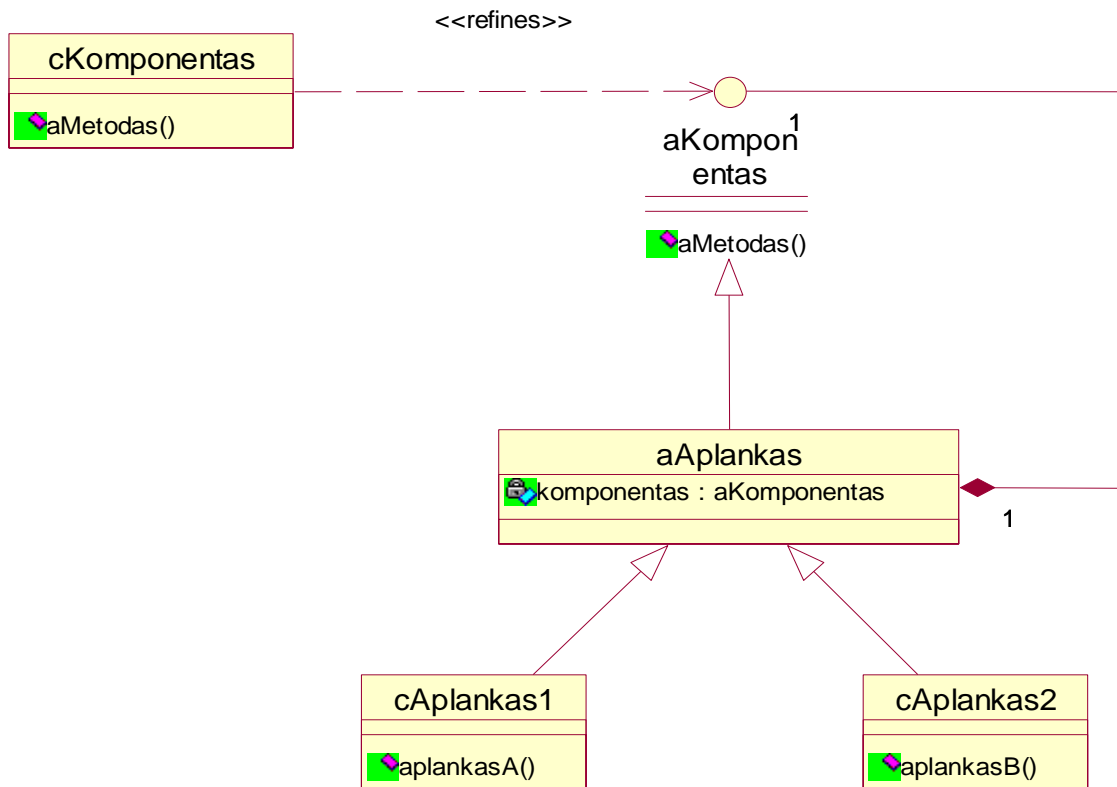 <<refines>>
cKomponentas
aMetodas()
1
aKompon
entas
aMetodas()
aAplankas
komponentas : aKomponentas
1
cAplankas1
aplankasA()
cAplankas2
aplankasB()